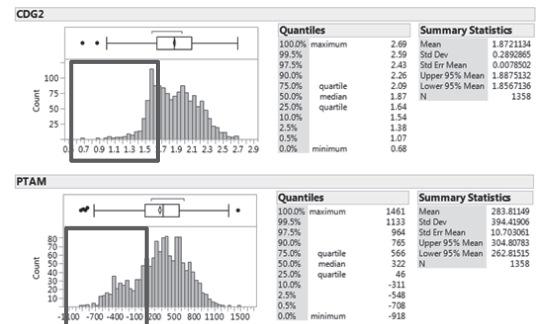 CDG2
Quantiles
100.0% maximum 2.69
99.5% 2.59
97.5% 2.43
90.0% 2.26
75.0% quartile 2.09
50.0% median 1.87
25.0% quartile 1.64
10.0% 1.54
2.5% 1.38
0.5% 1.07
0.0% minimum 0.68
Summary Statistics
Mean 1.8721134
Std Dev 0.2892865
Std Err Mean 0.0078502
Upper 95% Mean 1.8875132
Lower 95% Mean 1.8567136
N 1358
Count
100
75
50
25
0.7 0.9 1.1 1.3 1.5 1.9 2.1 2.3 2.5 2.7 2.9
PTAM
Quantiles
100.0% maximum 1461
99.5% 1133
97.5% 964
90.0% 765
75.0% quartile 566
50.0% median 322
25.0% quartile 46
10.0% -311
2.5% -548
0.5% -708
0.0% minimum -918
Summary Statistics
Mean 283.81149
Std Dev 394.41906
Std Err Mean 10.703061
Upper 95% Mean 304.80783
Lower 95% Mean 262.81515
N 1358
Count
80
70
60
50
40
30
20
10
-700 -400 -100 200 500 800 1100 1500